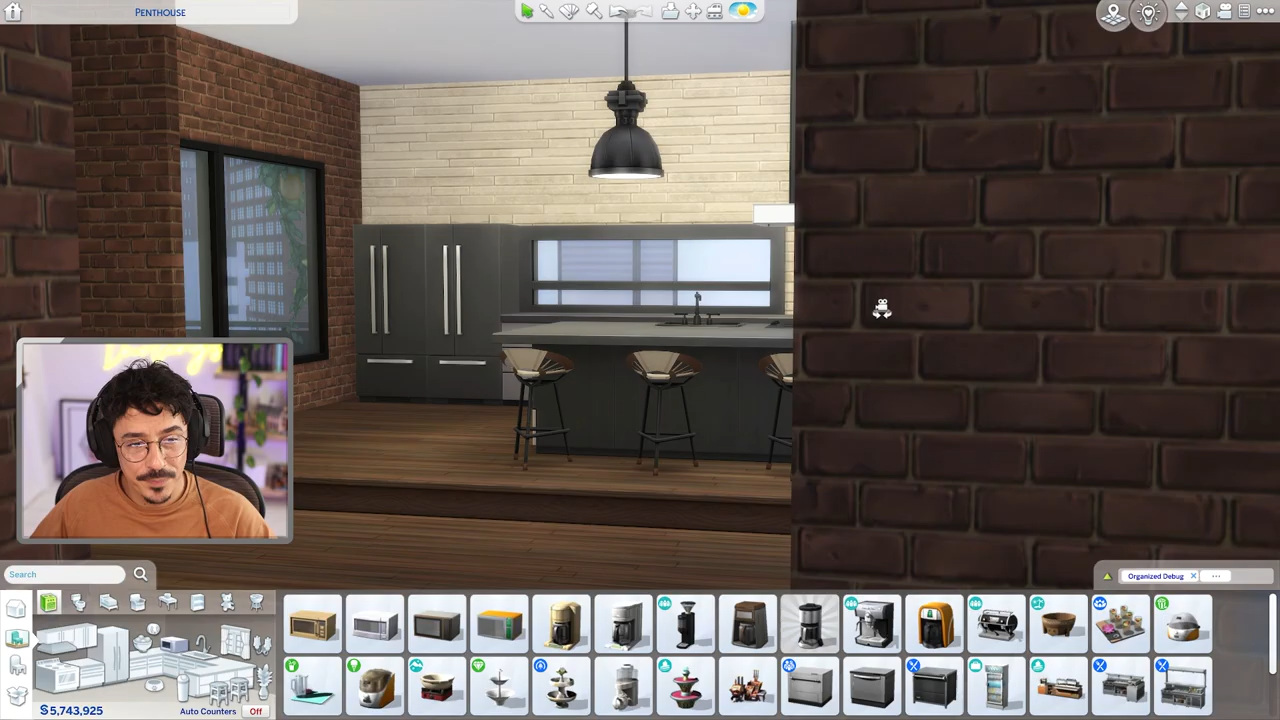 PENTHOUSE
Search
Organized Debug
§5,743,925
Auto Counters
Off